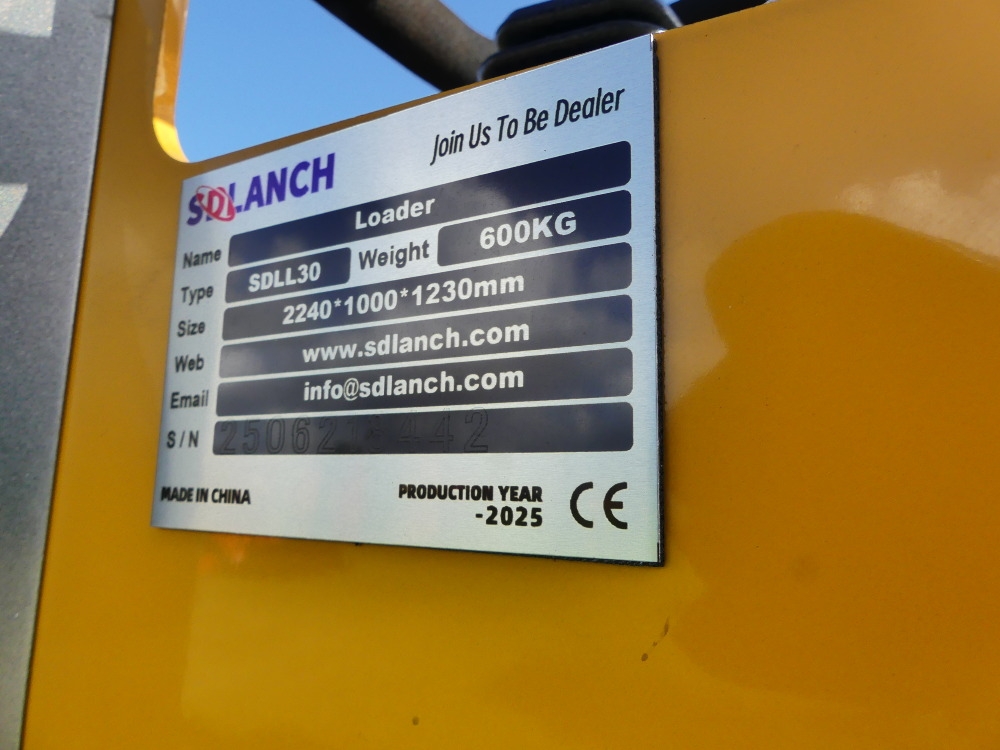 SDLANCH
Join Us To Be Dealer
Name Loader
Type SDLL30 Weight 600KG
Size 2240*1000*1230mm
Web www.sdlanch.com
Email info@sdlanch.com
S/N
MADE IN CHINA
PRODUCTION YEAR
-2025
CE